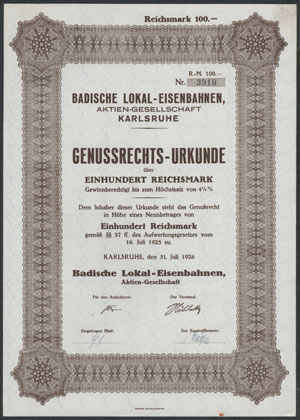 Reichsmark 100.—
R.-M. 100.—
Nr. 3910
BADISCHE LOKAL-EISENBAHNEN,
AKTIEN-GESELLSCHAFT
KARLSRUHE
GENUSSRECHTS-URKUNDE
über
EINHUNDERT REICHSMARK
Gewinnberechtigt bis zum Höchstsatz von 4½%
Dem Inhaber dieser Urkunde steht das Genußrecht
in Höhe eines Nennbetrages von
Einhundert Reichsmark
gemäß §§ 37 ff. des Aufwertungsgesetzes vom
16. Juli 1925 zu.
KARLSRUHE, den 31. Juli 1926
Badische Lokal-Eisenbahnen,
Aktien-Gesellschaft
Für den Aufsichtsrat: Der Vorstand:
Eingetragen Blatt:
91